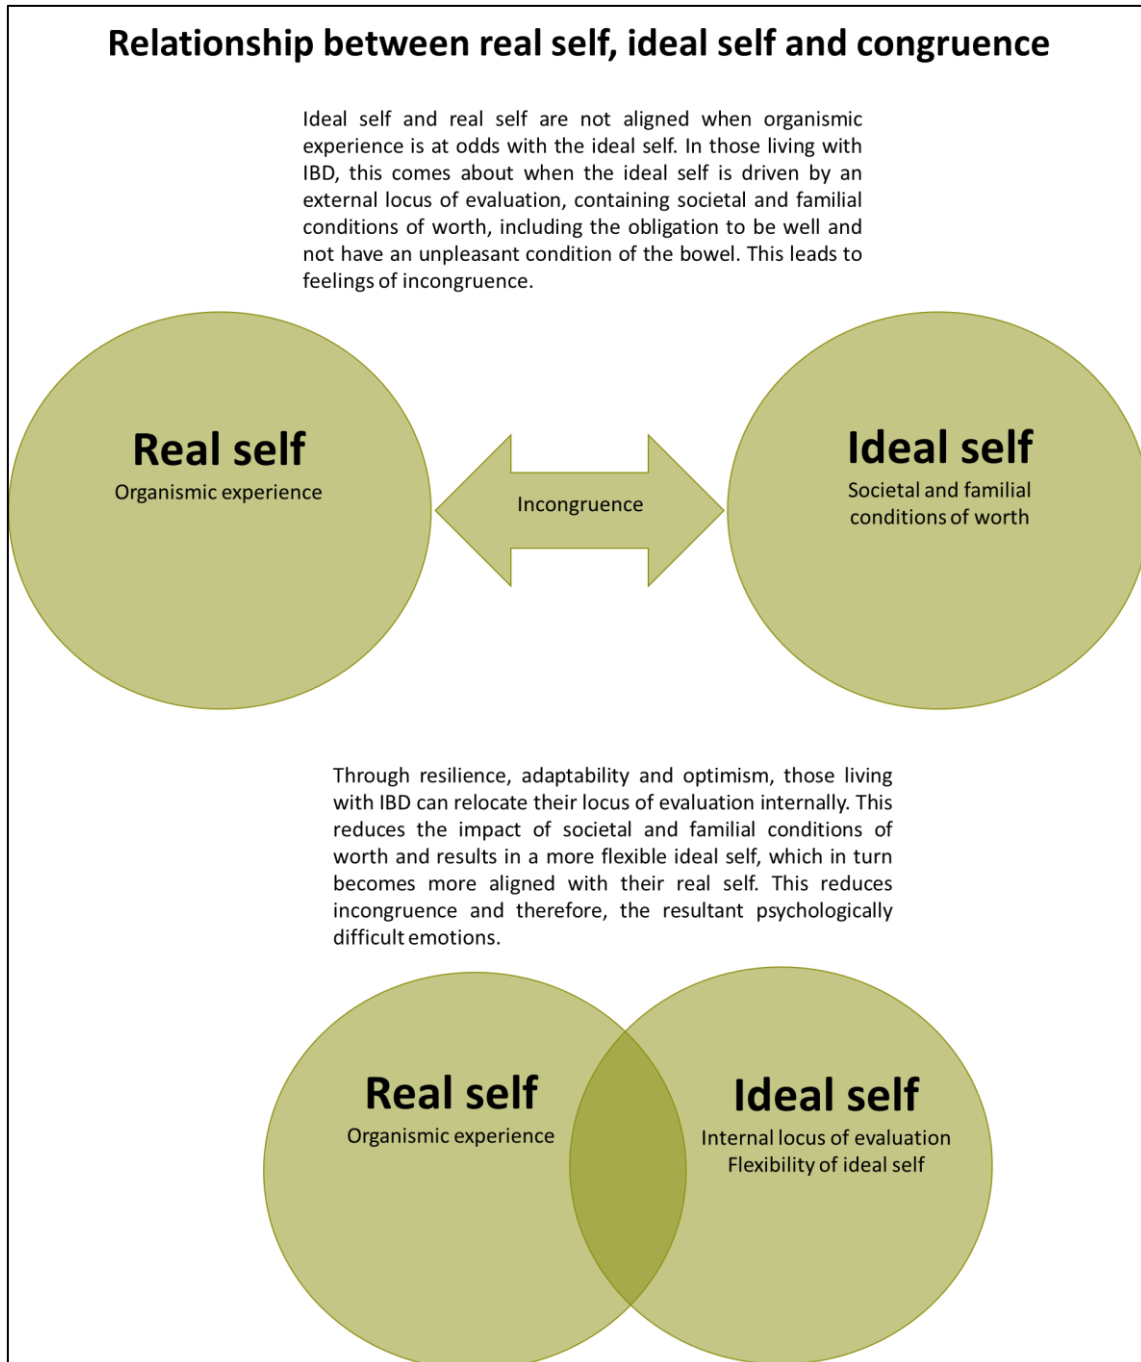 Relationship between real self, ideal self and congruence
Ideal self and real self are not aligned when organismic
experience is at odds with the ideal self. In those living with
IBD, this comes about when the ideal self is driven by an
external locus of evaluation, containing societal and familial
conditions of worth, including the obligation to be well and
not have an unpleasant condition of the bowel. This leads to
feelings of incongruence.
Real self
Organismic experience
Incongruence
Ideal self
Societal and familial
conditions of worth
Through resilience, adaptability and optimism, those living
with IBD can relocate their locus of evaluation internally. This
reduces the impact of societal and familial conditions of
worth and results in a more flexible ideal self, which in turn
becomes more aligned with their real self. This reduces
incongruence and therefore, the resultant psychologically
difficult emotions.
Real self
Organismic experience
Ideal self
Internal locus of evaluation
Flexibility of ideal self